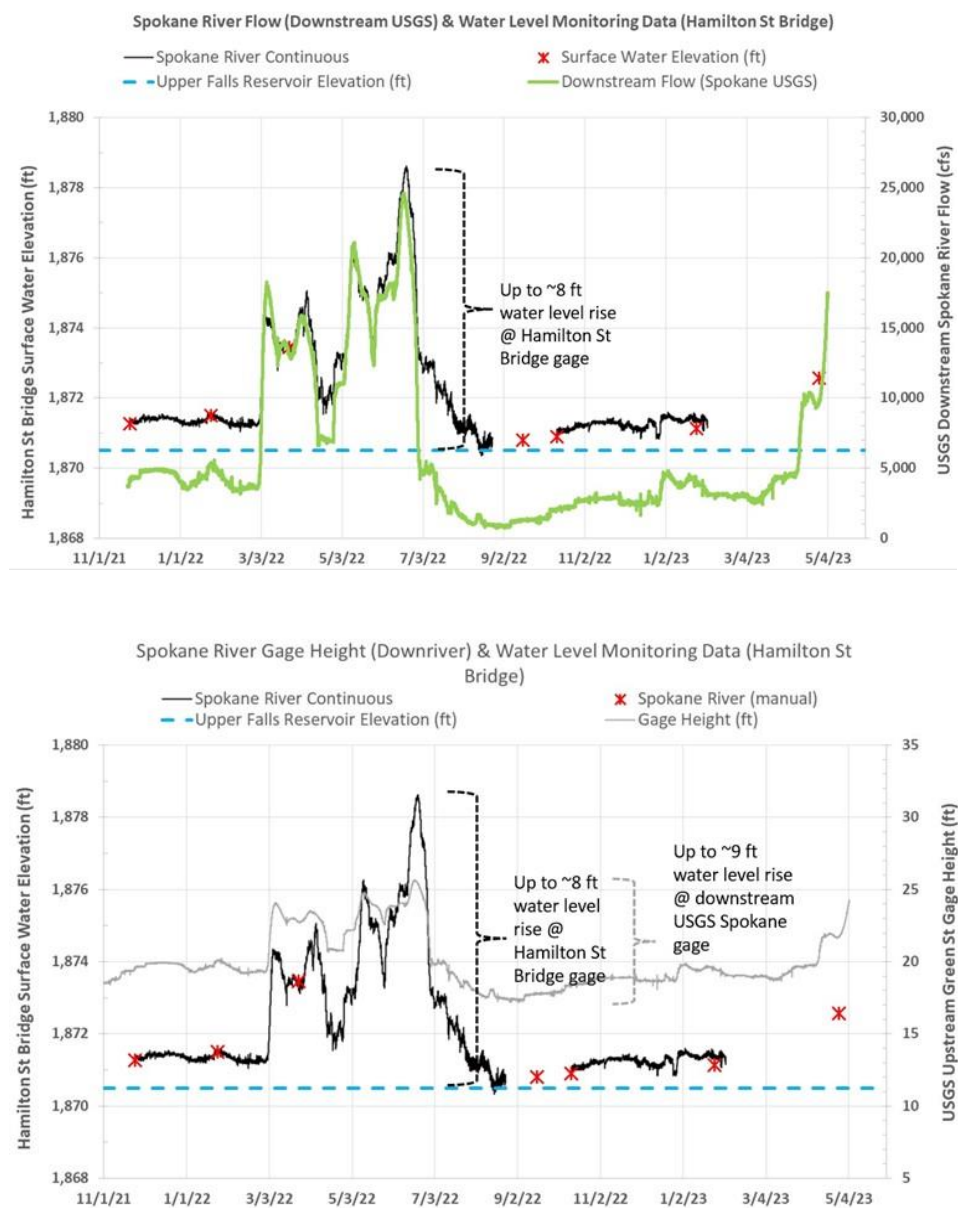 Spokane River Flow (Downstream USGS) & Water Level Monitoring Data (Hamilton St Bridge)
Spokane River Continuous
Surface Water Elevation (ft)
Upper Falls Reservoir Elevation (ft)
Downstream Flow (Spokane USGS)
Hamilton St Bridge Surface Water Elevation (ft)
1,880
1,878
1,876
1,874
1,872
1,870
1,868
Up to ~8 ft
water level rise
@ Hamilton St
Bridge gage
30,000
25,000
20,000
15,000
10,000
5,000
0
USGS Downstream Spokane River Flow (cfs)
11/1/21 1/1/22 3/3/22 5/3/22 7/3/22 9/2/22 11/2/22 1/2/23 3/4/23 5/4/23
Spokane River Gage Height (Downriver) & Water Level Monitoring Data (Hamilton St
Bridge)
Spokane River Continuous
Spokane River (manual)
Upper Falls Reservoir Elevation (ft)
Gage Height (ft)
Hamilton St Bridge Surface Water Elevation (ft)
1,880
1,878
1,876
1,874
1,872
1,870
1,868
Up to ~8 ft
water level
rise @
Hamilton St
Bridge gage
Up to ~9 ft
water level rise
@ downstream
USGS Spokane
gage
35
30
25
20
15
10
5
USGS Upstream Green St Gage Height (ft)
11/1/21 1/1/22 3/3/22 5/3/22 7/3/22 9/2/22 11/2/22 1/2/23 3/4/23 5/4/23